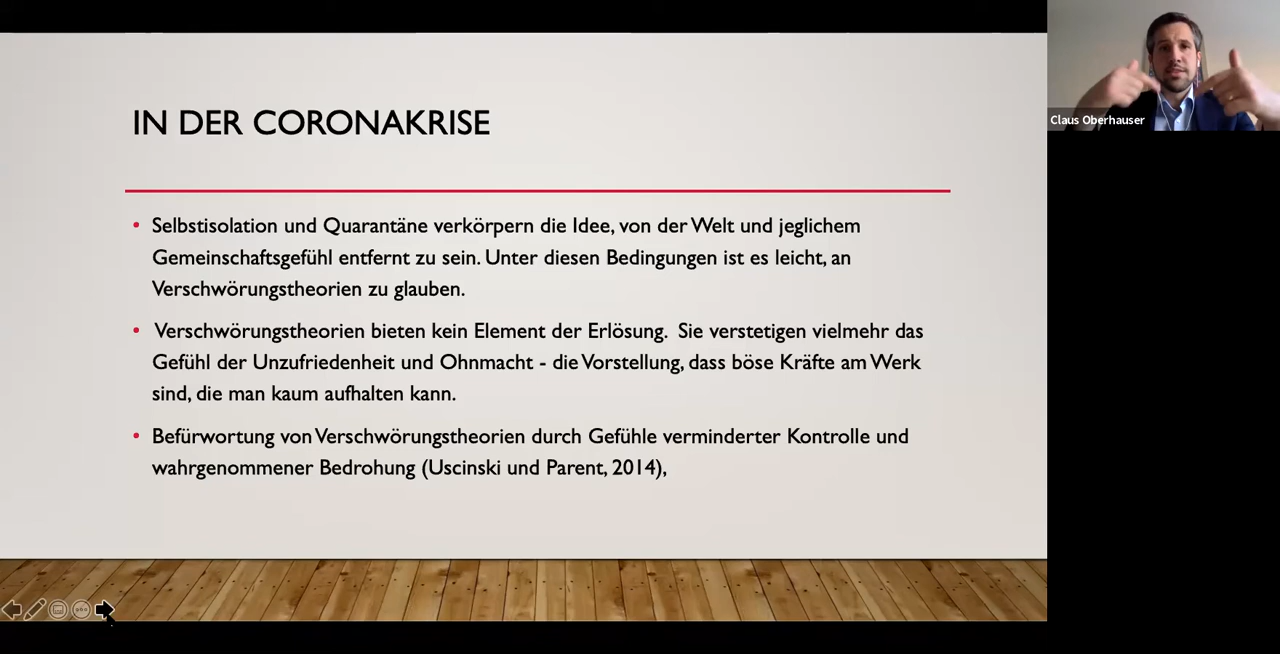 IN DER CORONAKRISE
Selbstisolation und Quarantäne verkörpern die Idee, von der Welt und jeglichem
Gemeinschaftsgefühl entfernt zu sein. Unter diesen Bedingungen ist es leicht, an
Verschwörungstheorien zu glauben.
Verschwörungstheorien bieten kein Element der Erlösung. Sie verstetigen vielmehr das
Gefühl der Unzufriedenheit und Ohnmacht - die Vorstellung, dass böse Kräfte am Werk
sind, die man kaum aufhalten kann.
Befürwortung von Verschwörungstheorien durch Gefühle verminderter Kontrolle und
wahrgenommener Bedrohung (Uscinski und Parent, 2014),
Claus Oberhauser